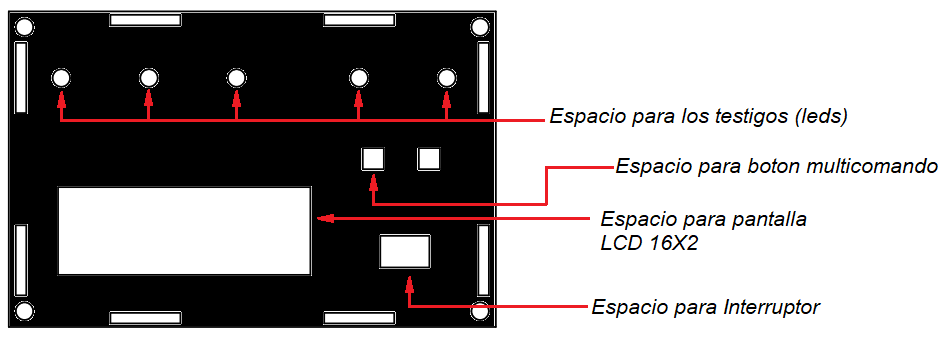 Espacio para los testigos (leds)
Espacio para boton multicomando
Espacio para pantalla
LCD 16X2
Espacio para Interruptor